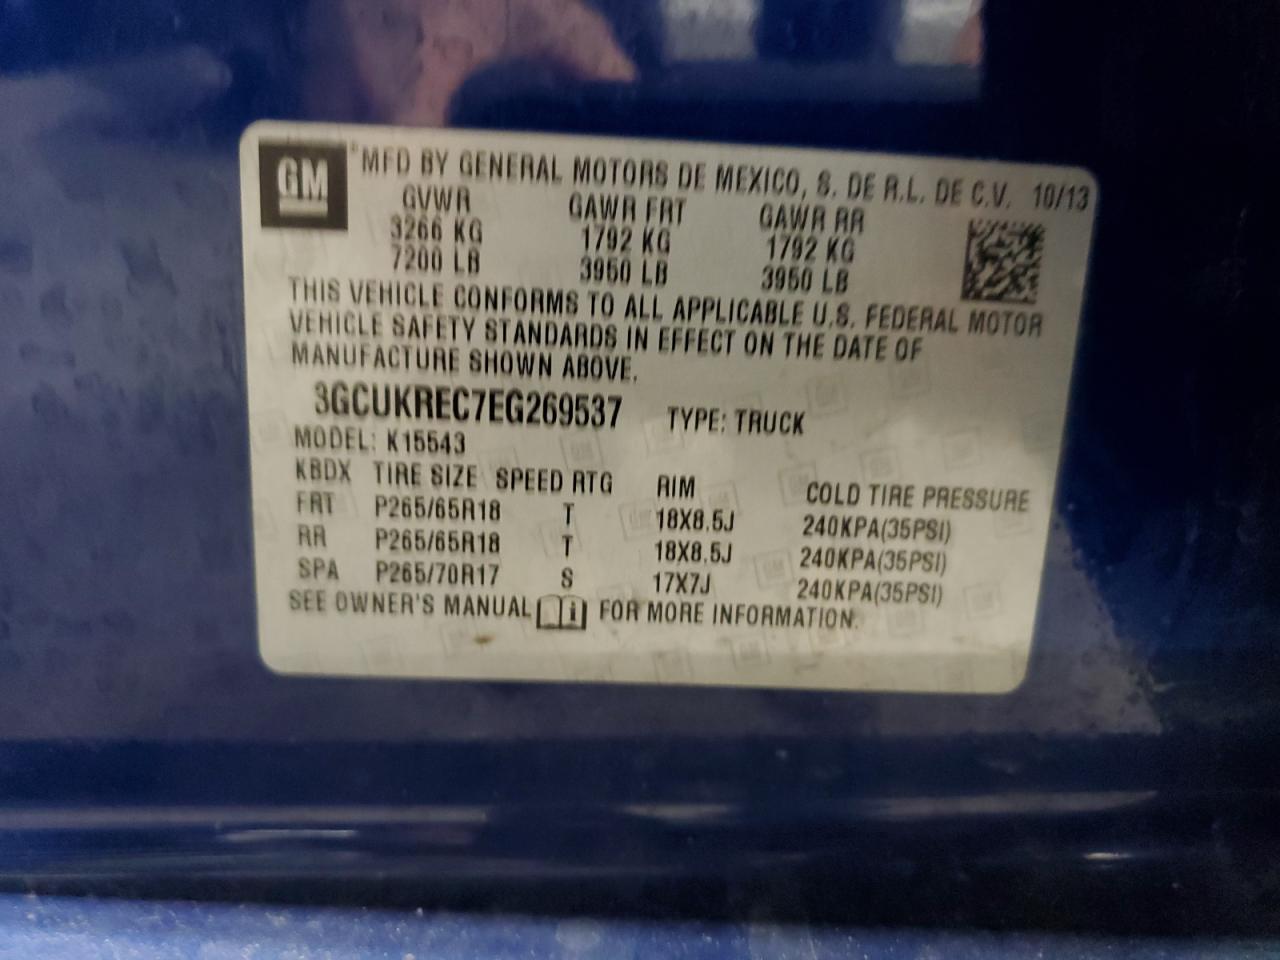 GM ® MFD BY GENERAL MOTORS DE MEXICO, S. DE R.L. DE C.V. 10/13
GVWR GAWR FRT GAWR RR
3266 KG 1792 KG 1792 KG
7200 LB 3950 LB 3950 LB
THIS VEHICLE CONFORMS TO ALL APPLICABLE U.S. FEDERAL MOTOR
VEHICLE SAFETY STANDARDS IN EFFECT ON THE DATE OF
MANUFACTURE SHOWN ABOVE.
3GCUKREC7EG269537 TYPE: TRUCK
MODEL: K15543
KBDX TIRE SIZE SPEED RTG RIM COLD TIRE PRESSURE
FRT P265/65R18 T 18X8.5J 240KPA(35PSI)
RR P265/65R18 T 18X8.5J 240KPA(35PSI)
SPA P265/70R17 S 17X7J 240KPA(35PSI)
SEE OWNER'S MANUAL i FOR MORE INFORMATION.